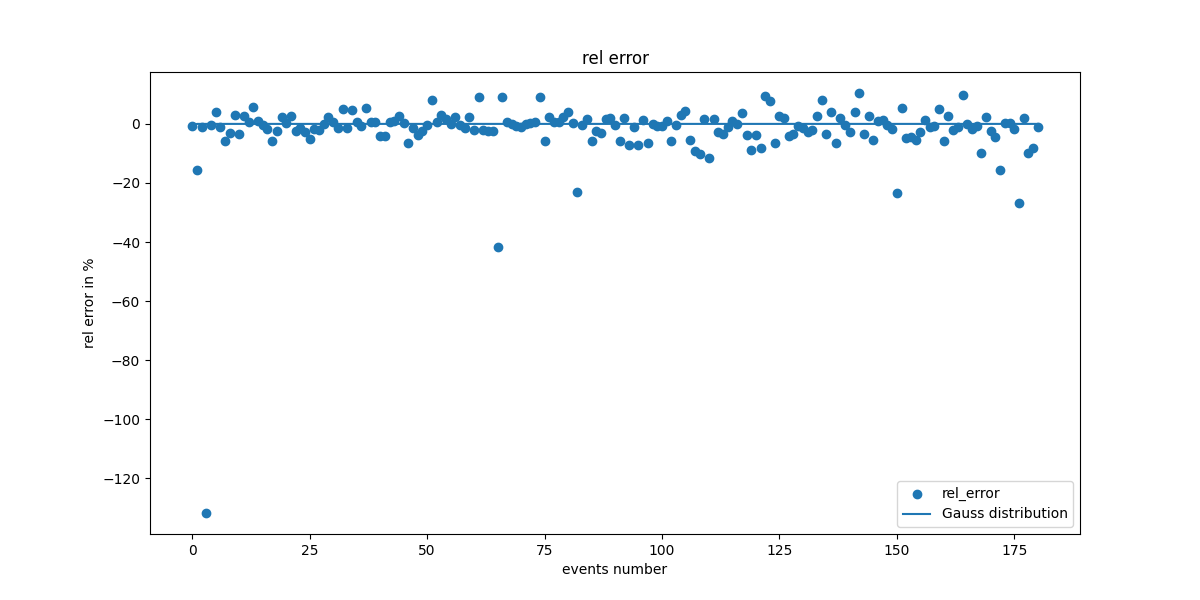 rel error
0
−20
−40
−60
−80
−100
−120
rel error in %
0 25 50 75 100 125 150 175
events number
rel_error
Gauss distribution